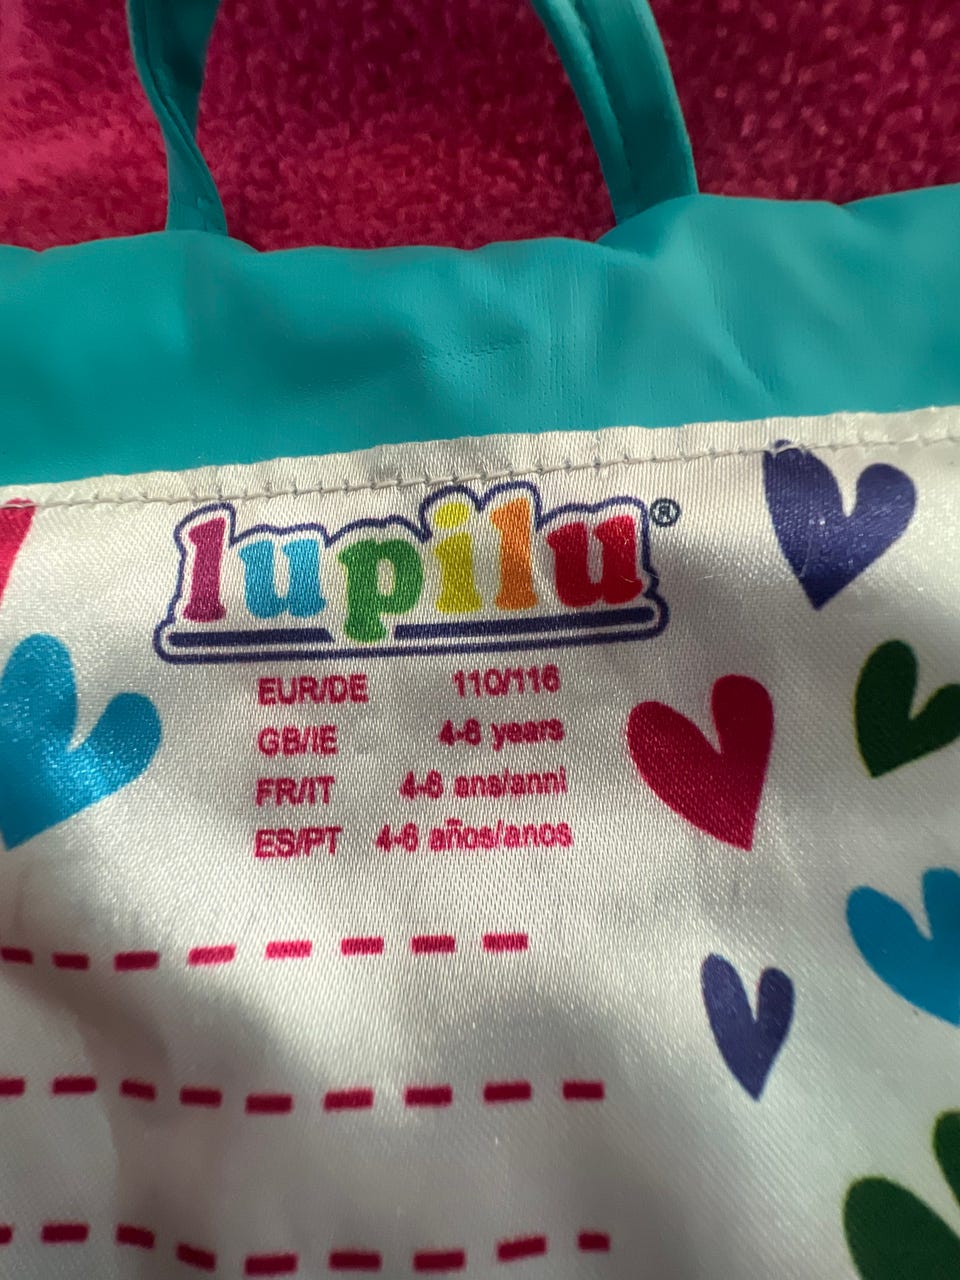 lupilu®
EUR/DE 110/116
GB/IE 4-6 years
FR/IT 4-6 ans/anni
ES/PT 4-6 años/anos